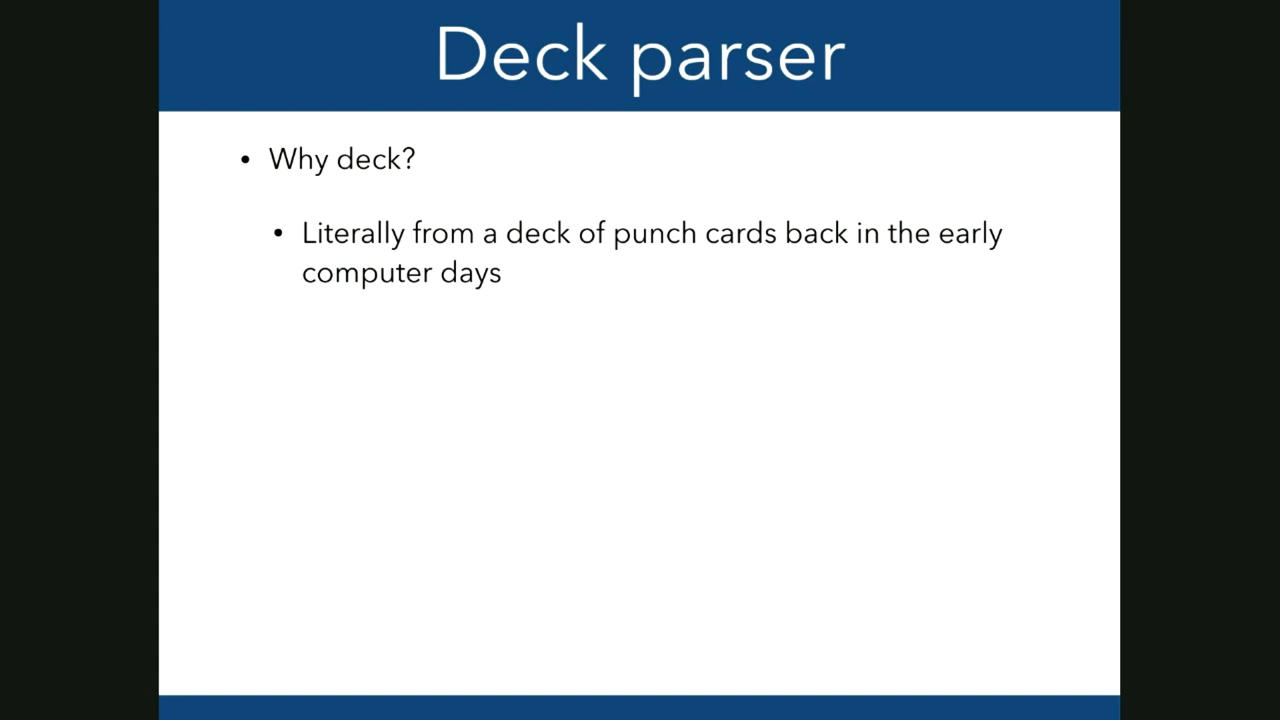 Deck parser
• Why deck?
• Literally from a deck of punch cards back in the early
computer days